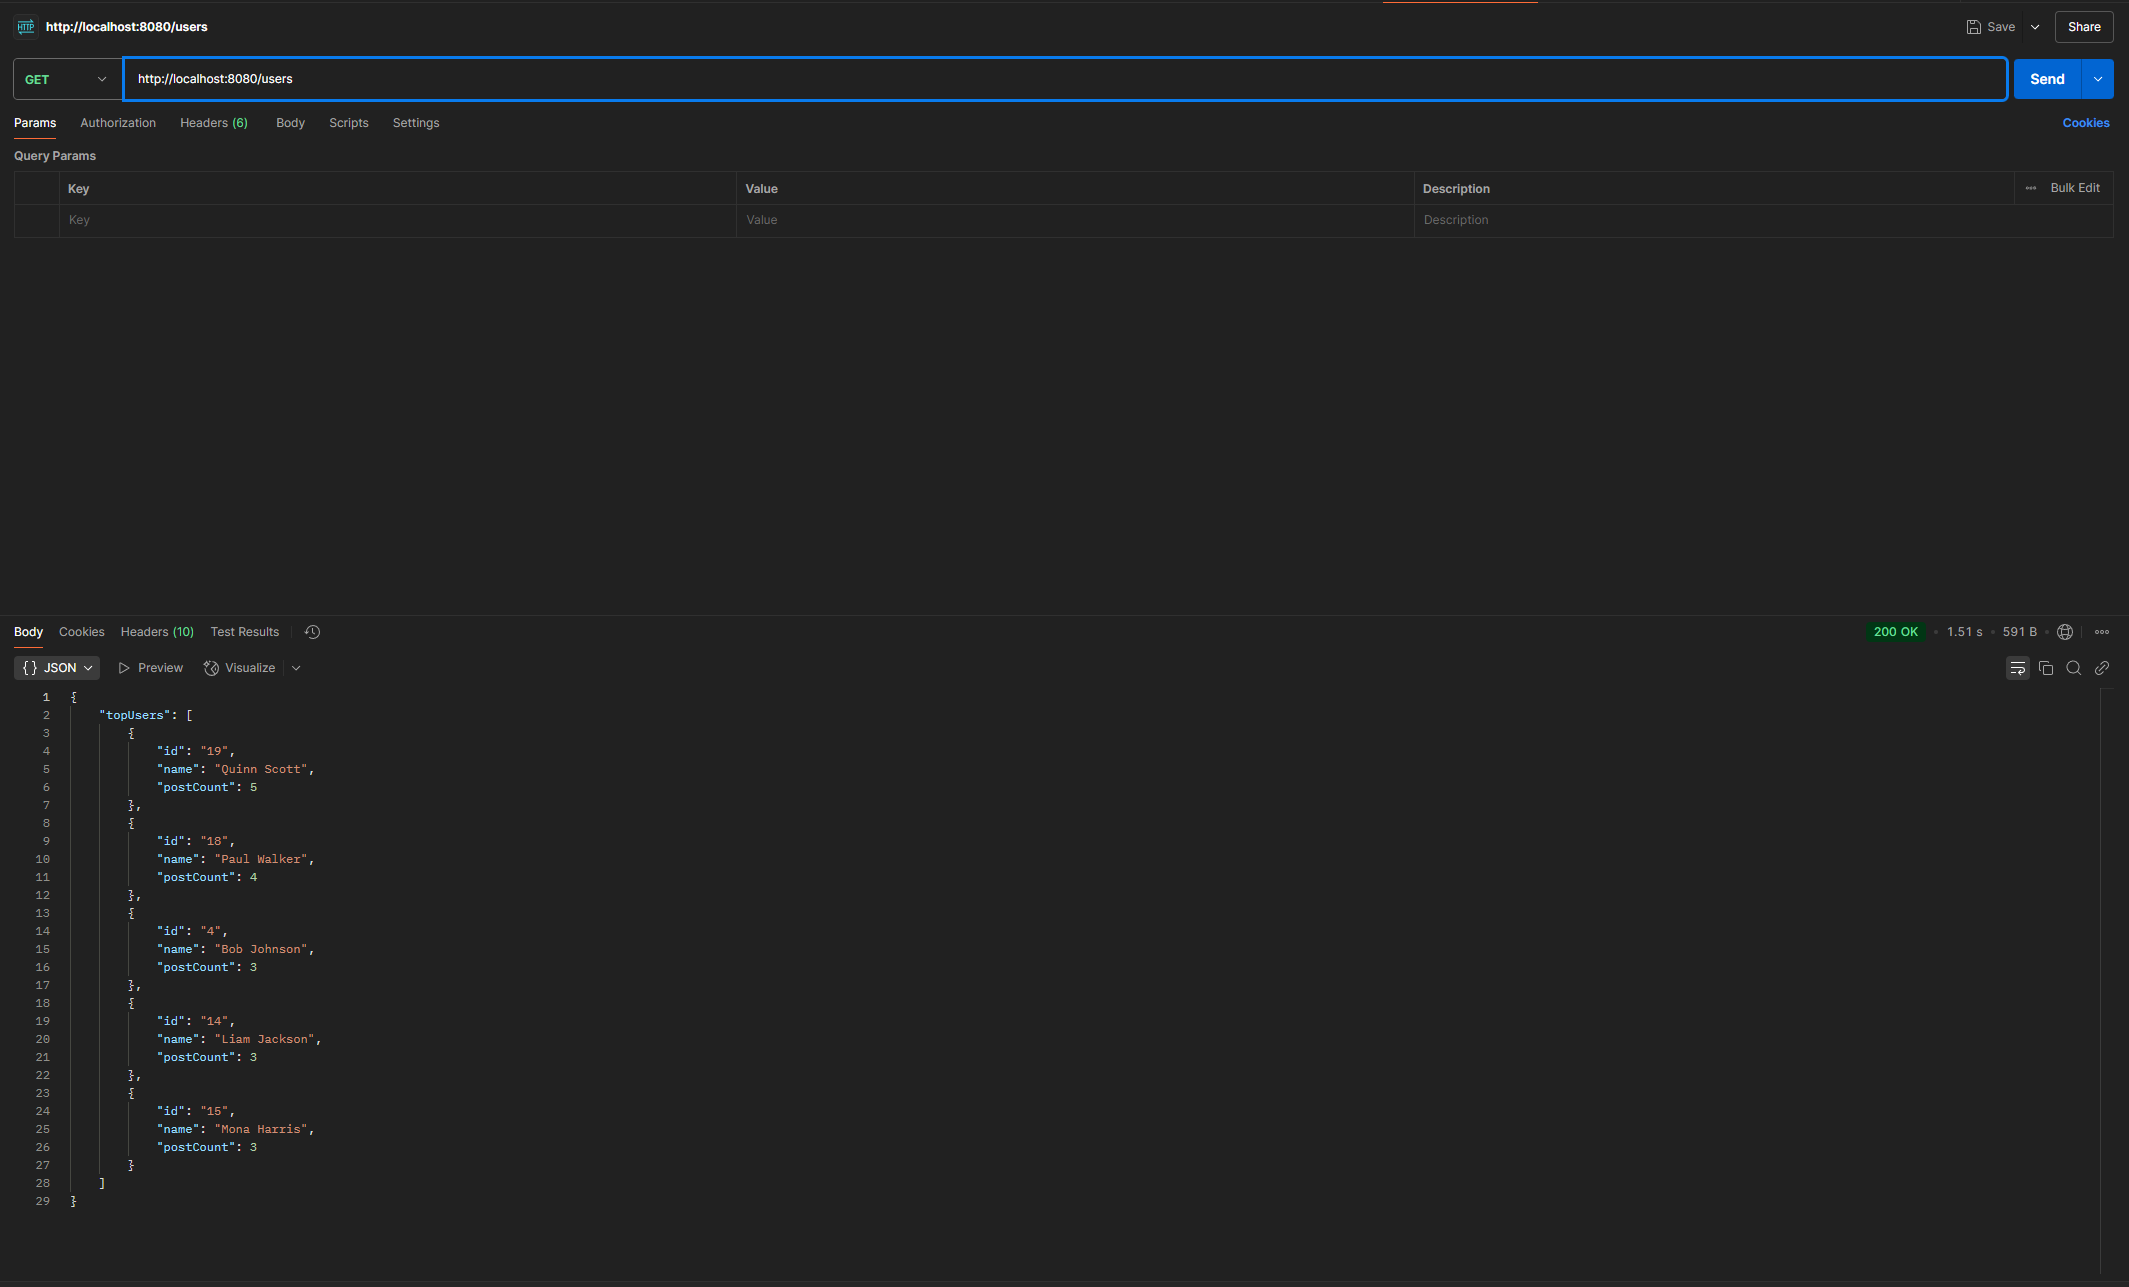 HTTP http://localhost:8080/users Save Share
GET http://localhost:8080/users Send
Params Authorization Headers (6) Body Scripts Settings Cookies
Query Params
Key Value Description Bulk Edit
Key Value Description
Body Cookies Headers (10) Test Results 200 OK 1.51 s 591 B
{} JSON Preview Visualize
1 {
2 "topUsers": [
3 {
4 "id": "19",
5 "name": "Quinn Scott",
6 "postCount": 5
7 },
8 {
9 "id": "18",
10 "name": "Paul Walker",
11 "postCount": 4
12 },
13 {
14 "id": "4",
15 "name": "Bob Johnson",
16 "postCount": 3
17 },
18 {
19 "id": "14",
20 "name": "Liam Jackson",
21 "postCount": 3
22 },
23 {
24 "id": "15",
25 "name": "Mona Harris",
26 "postCount": 3
27 }
28 ]
29 }